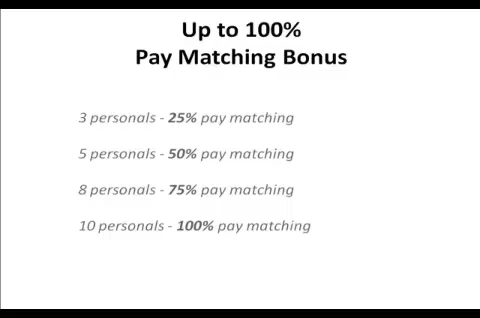 Up to 100%
Pay Matching Bonus
3 personals - 25% pay matching
5 personals - 50% pay matching
8 personals - 75% pay matching
10 personals - 100% pay matching